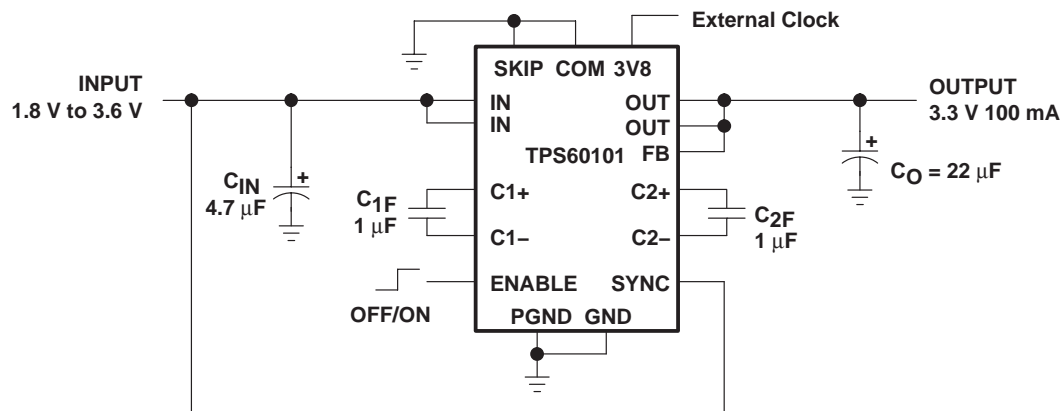 External Clock
SKIP COM 3V8
INPUT
1.8 V to 3.6 V
IN
IN
OUT
OUT
TPS60101 FB
OUTPUT
3.3 V 100 mA
+
CO = 22 μF
CIN
4.7 μF
+
C1F
1 μF
C1+
C1−
C2+
C2−
C2F
1 μF
OFF/ON
ENABLE SYNC
PGND GND